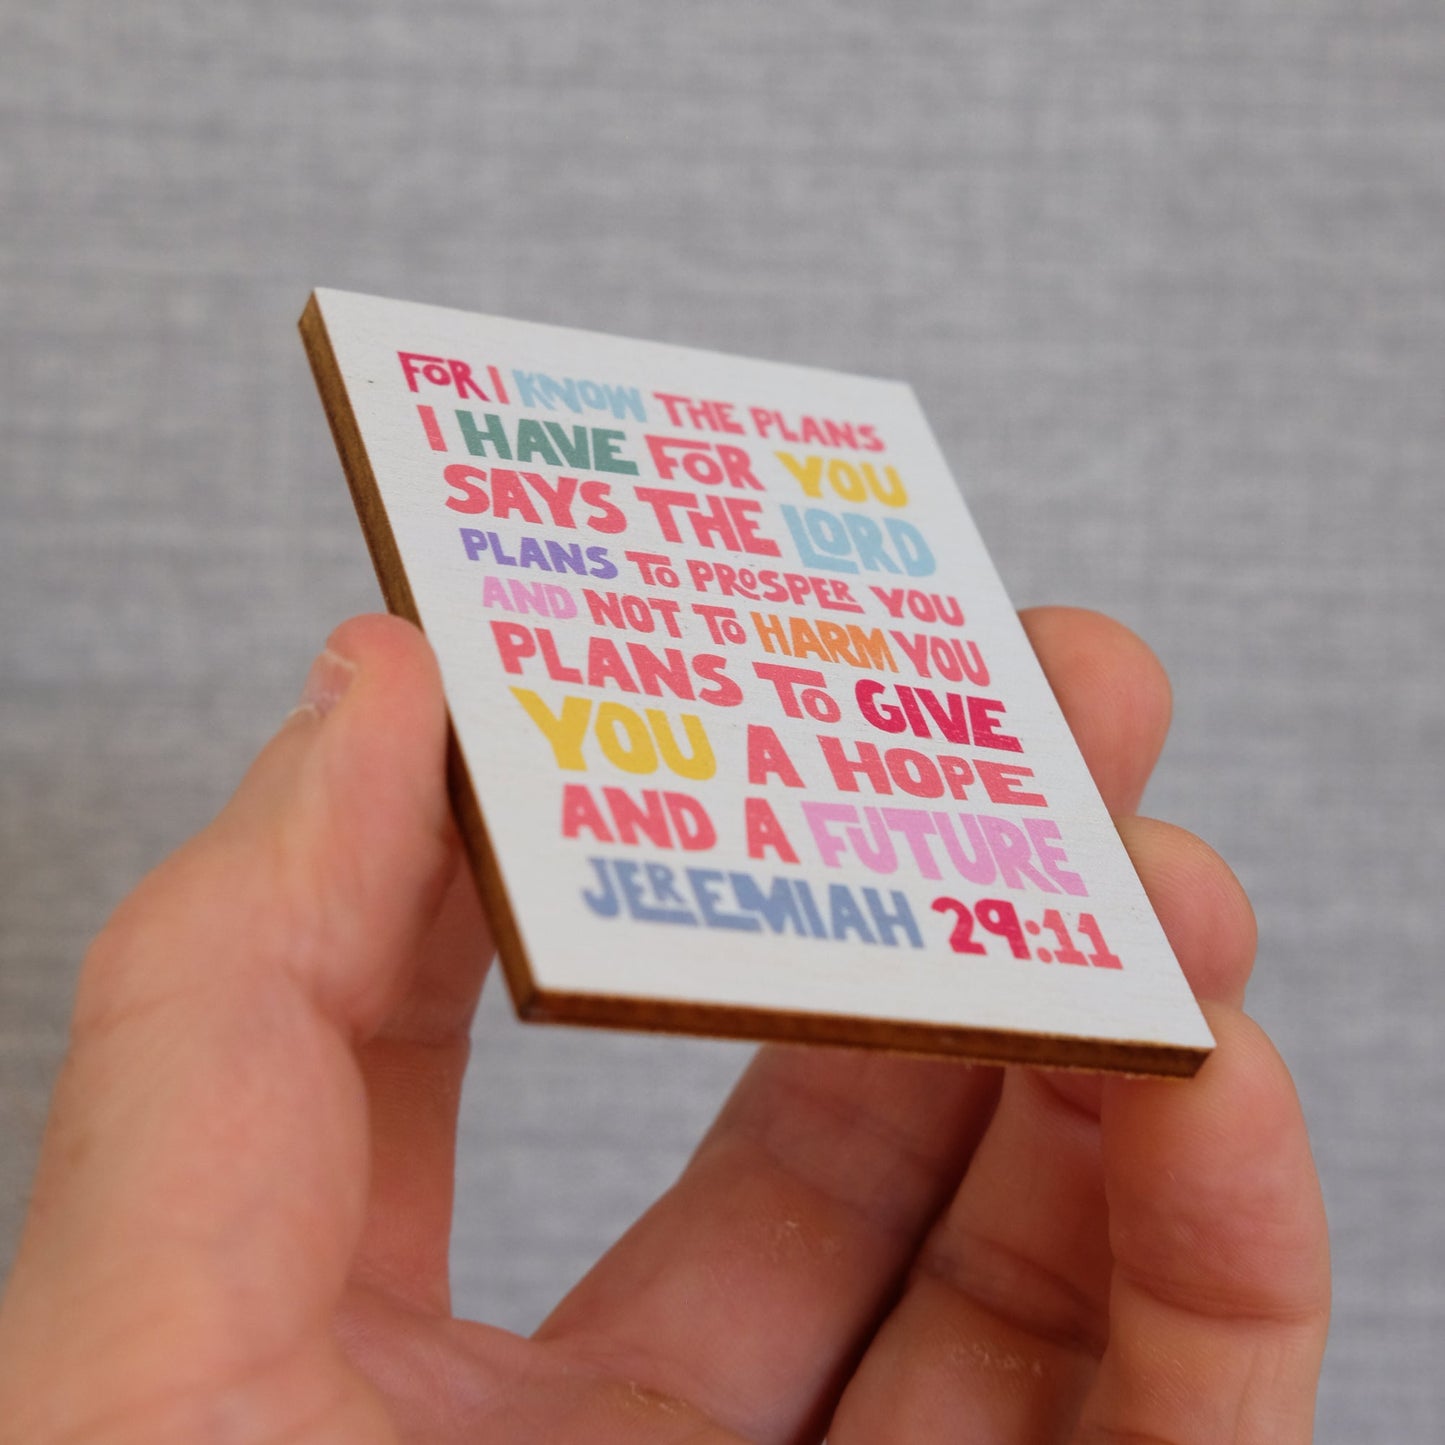 FOR I KNOW THE PLANS
I HAVE FOR YOU
SAYS THE LORD
PLANS TO PROSPER YOU
AND NOT TO HARM YOU
PLANS TO GIVE
YOU A HOPE
AND A FUTURE
JEREMIAH 29:11